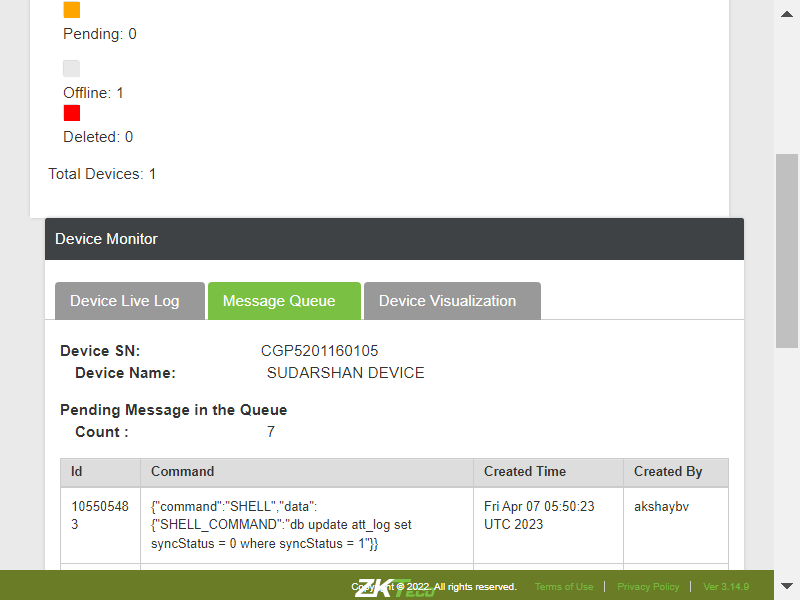 Pending: 0
Offline: 1
Deleted: 0
Total Devices: 1
Device Monitor
Device Live Log
Message Queue
Device Visualization
Device SN: CGP5201160105
Device Name: SUDARSHAN DEVICE
Pending Message in the Queue
Count : 7
Id Command Created Time Created By
10550548 {"command":"SHELL","data": Fri Apr 07 05:50:23 akshaybv
3 {"SHELL_COMMAND":"db update att_log set UTC 2023
syncStatus = 0 where syncStatus = 1"}}
Copyright © 2022. All rights reserved. Terms of Use | Privacy Policy | Ver 3.14.9
ZKTeco